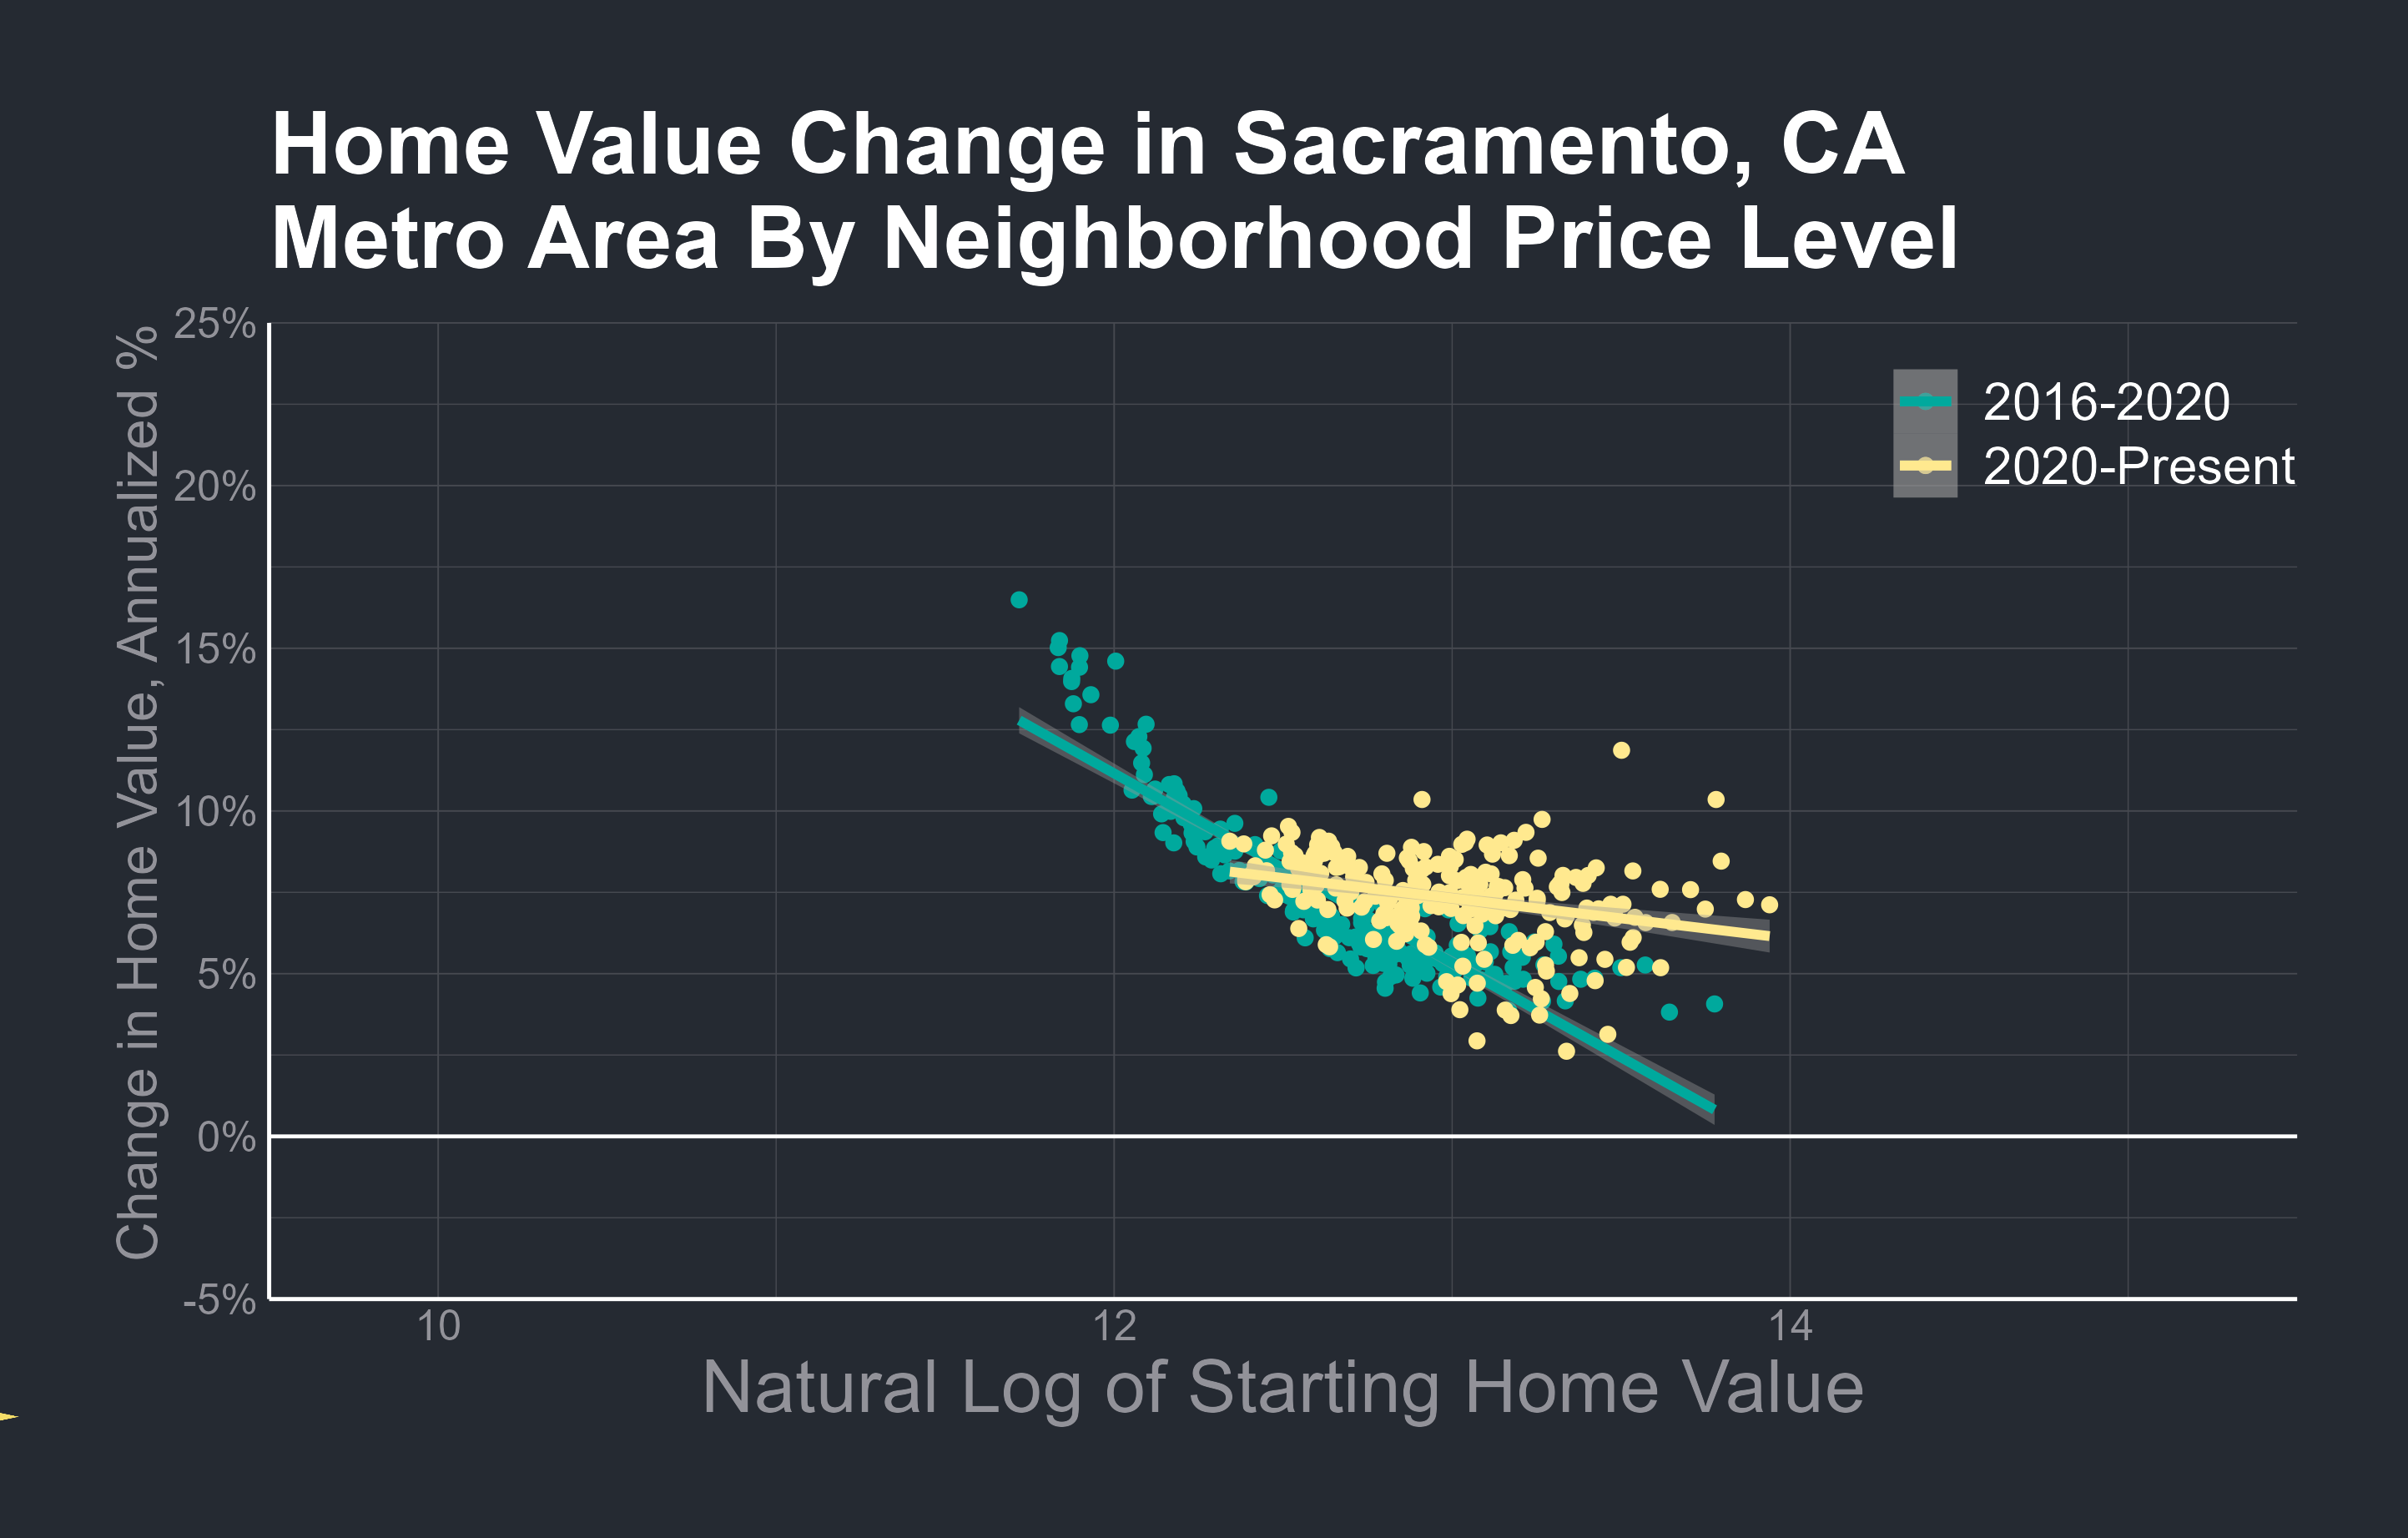 Home Value Change in Sacramento, CA
Metro Area By Neighborhood Price Level
Change in Home Value, Annualized %
25%
20%
15%
10%
5%
0%
-5%
2016-2020
2020-Present
10
12
14
Natural Log of Starting Home Value